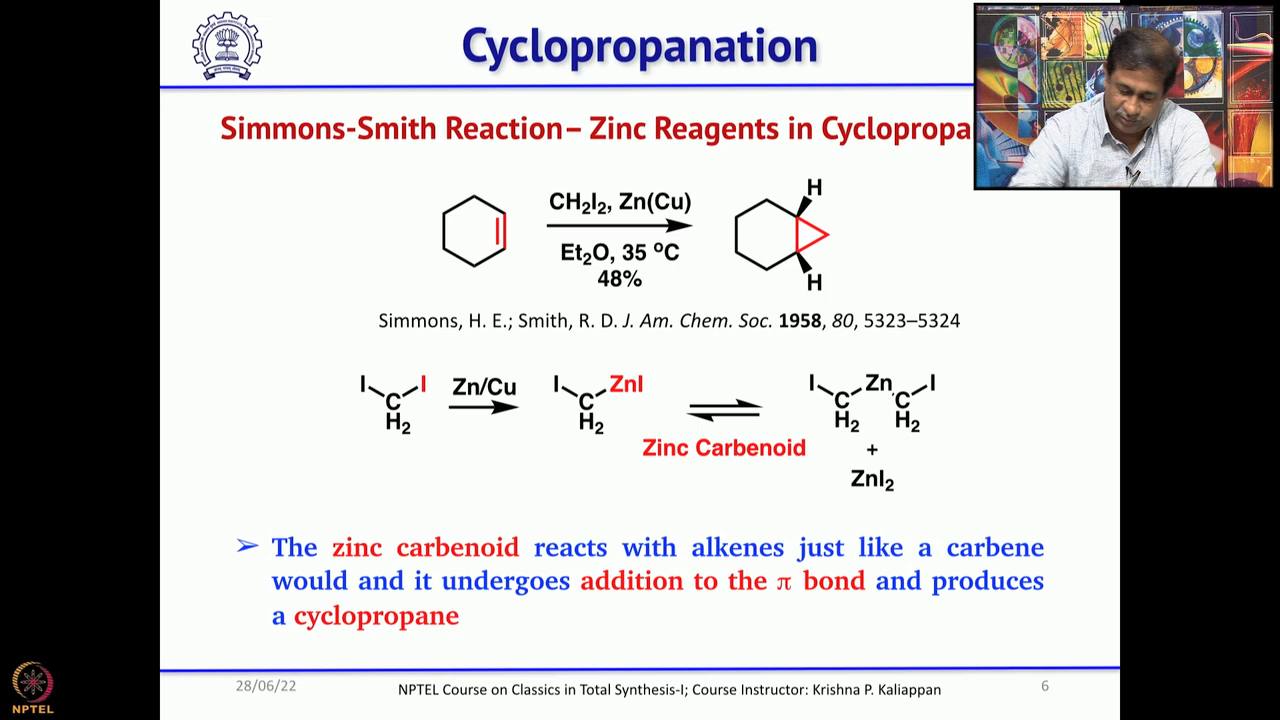 Cyclopropanation
Simmons-Smith Reaction– Zinc Reagents in Cyclopropa
CH2I2, Zn(Cu)
Et2O, 35 ºC
48%
H
H
Simmons, H. E.; Smith, R. D. J. Am. Chem. Soc. 1958, 80, 5323–5324
I I
C
H2
Zn/Cu
I ZnI
C
H2
Zinc Carbenoid
I Zn I
C C
H2 H2
+
ZnI2
➢ The zinc carbenoid reacts with alkenes just like a carbene
would and it undergoes addition to the π bond and produces
a cyclopropane
28/06/22
NPTEL Course on Classics in Total Synthesis-I; Course Instructor: Krishna P. Kaliappan
6
NPTEL